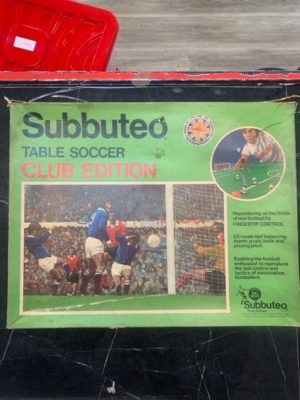 Subbuteo
TABLE SOCCER
CLUB EDITION
Reproducing all the thrills
of real football by
FINGERTIP CONTROL.
OO scale self balancing
teams, goals, balls and
playing pitch.
Enabling the football
enthusiast to reproduce
the ball control and
tactics of association
footballers.
Subbuteo